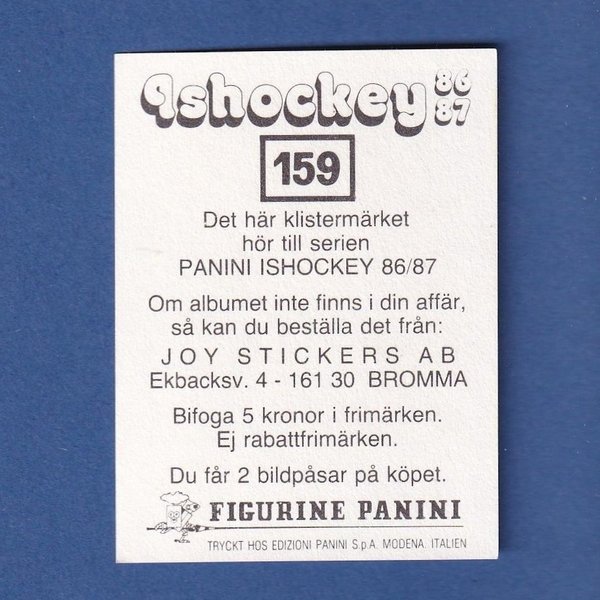 Ishockey 86
87
159
Det här klistermärket
hör till serien
PANINI ISHOCKEY 86/87
Om albumet inte finns i din affär,
så kan du beställa det från:
JOY STICKERS AB
Ekbacksv. 4 - 161 30 BROMMA
Bifoga 5 kronor i frimärken.
Ej rabattfrimärken.
Du får 2 bildpåsar på köpet.
FIGURINE PANINI
TRYCKT HOS EDIZIONI PANINI S.p.A. MODENA. ITALIEN